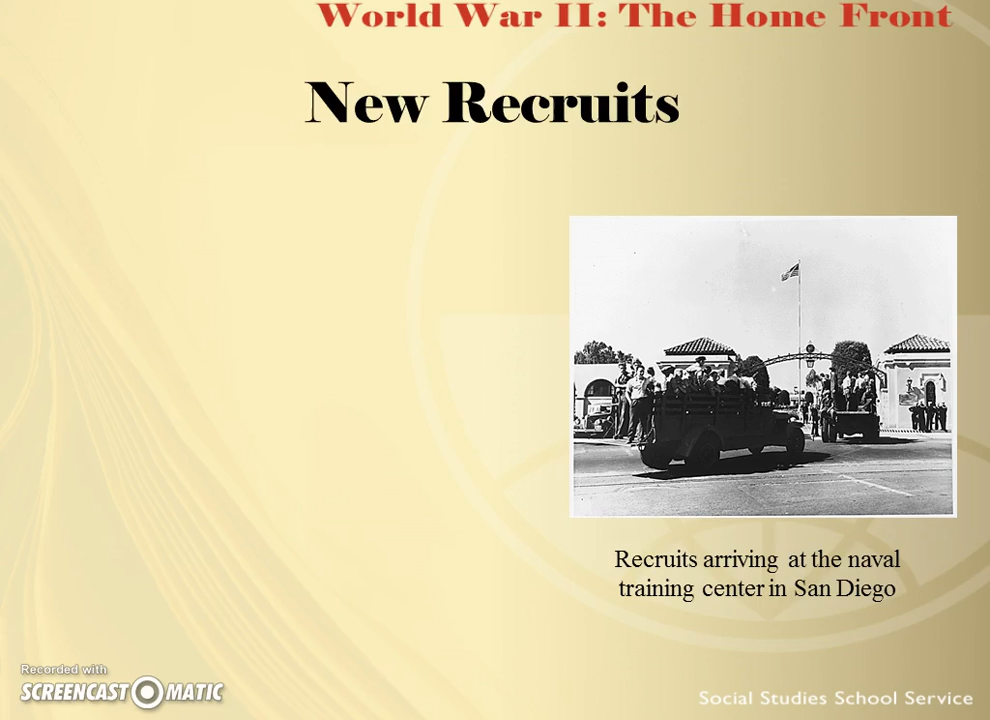 World War II: The Home Front
New Recruits
Recruits arriving at the naval
training center in San Diego
Recorded with
SCREENCAST-O-MATIC
Social Studies School Service